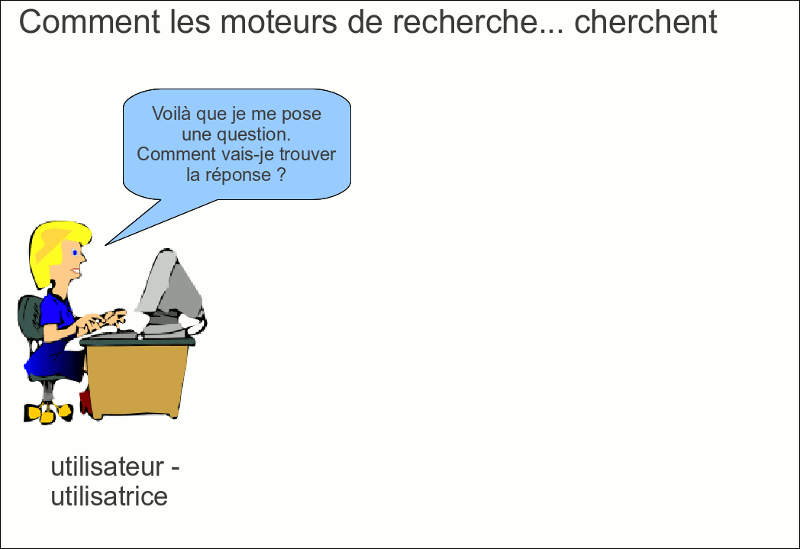 Comment les moteurs de recherche... cherchent
Voilà que je me pose
une question.
Comment vais-je trouver
la réponse ?
utilisateur -
utilisatrice